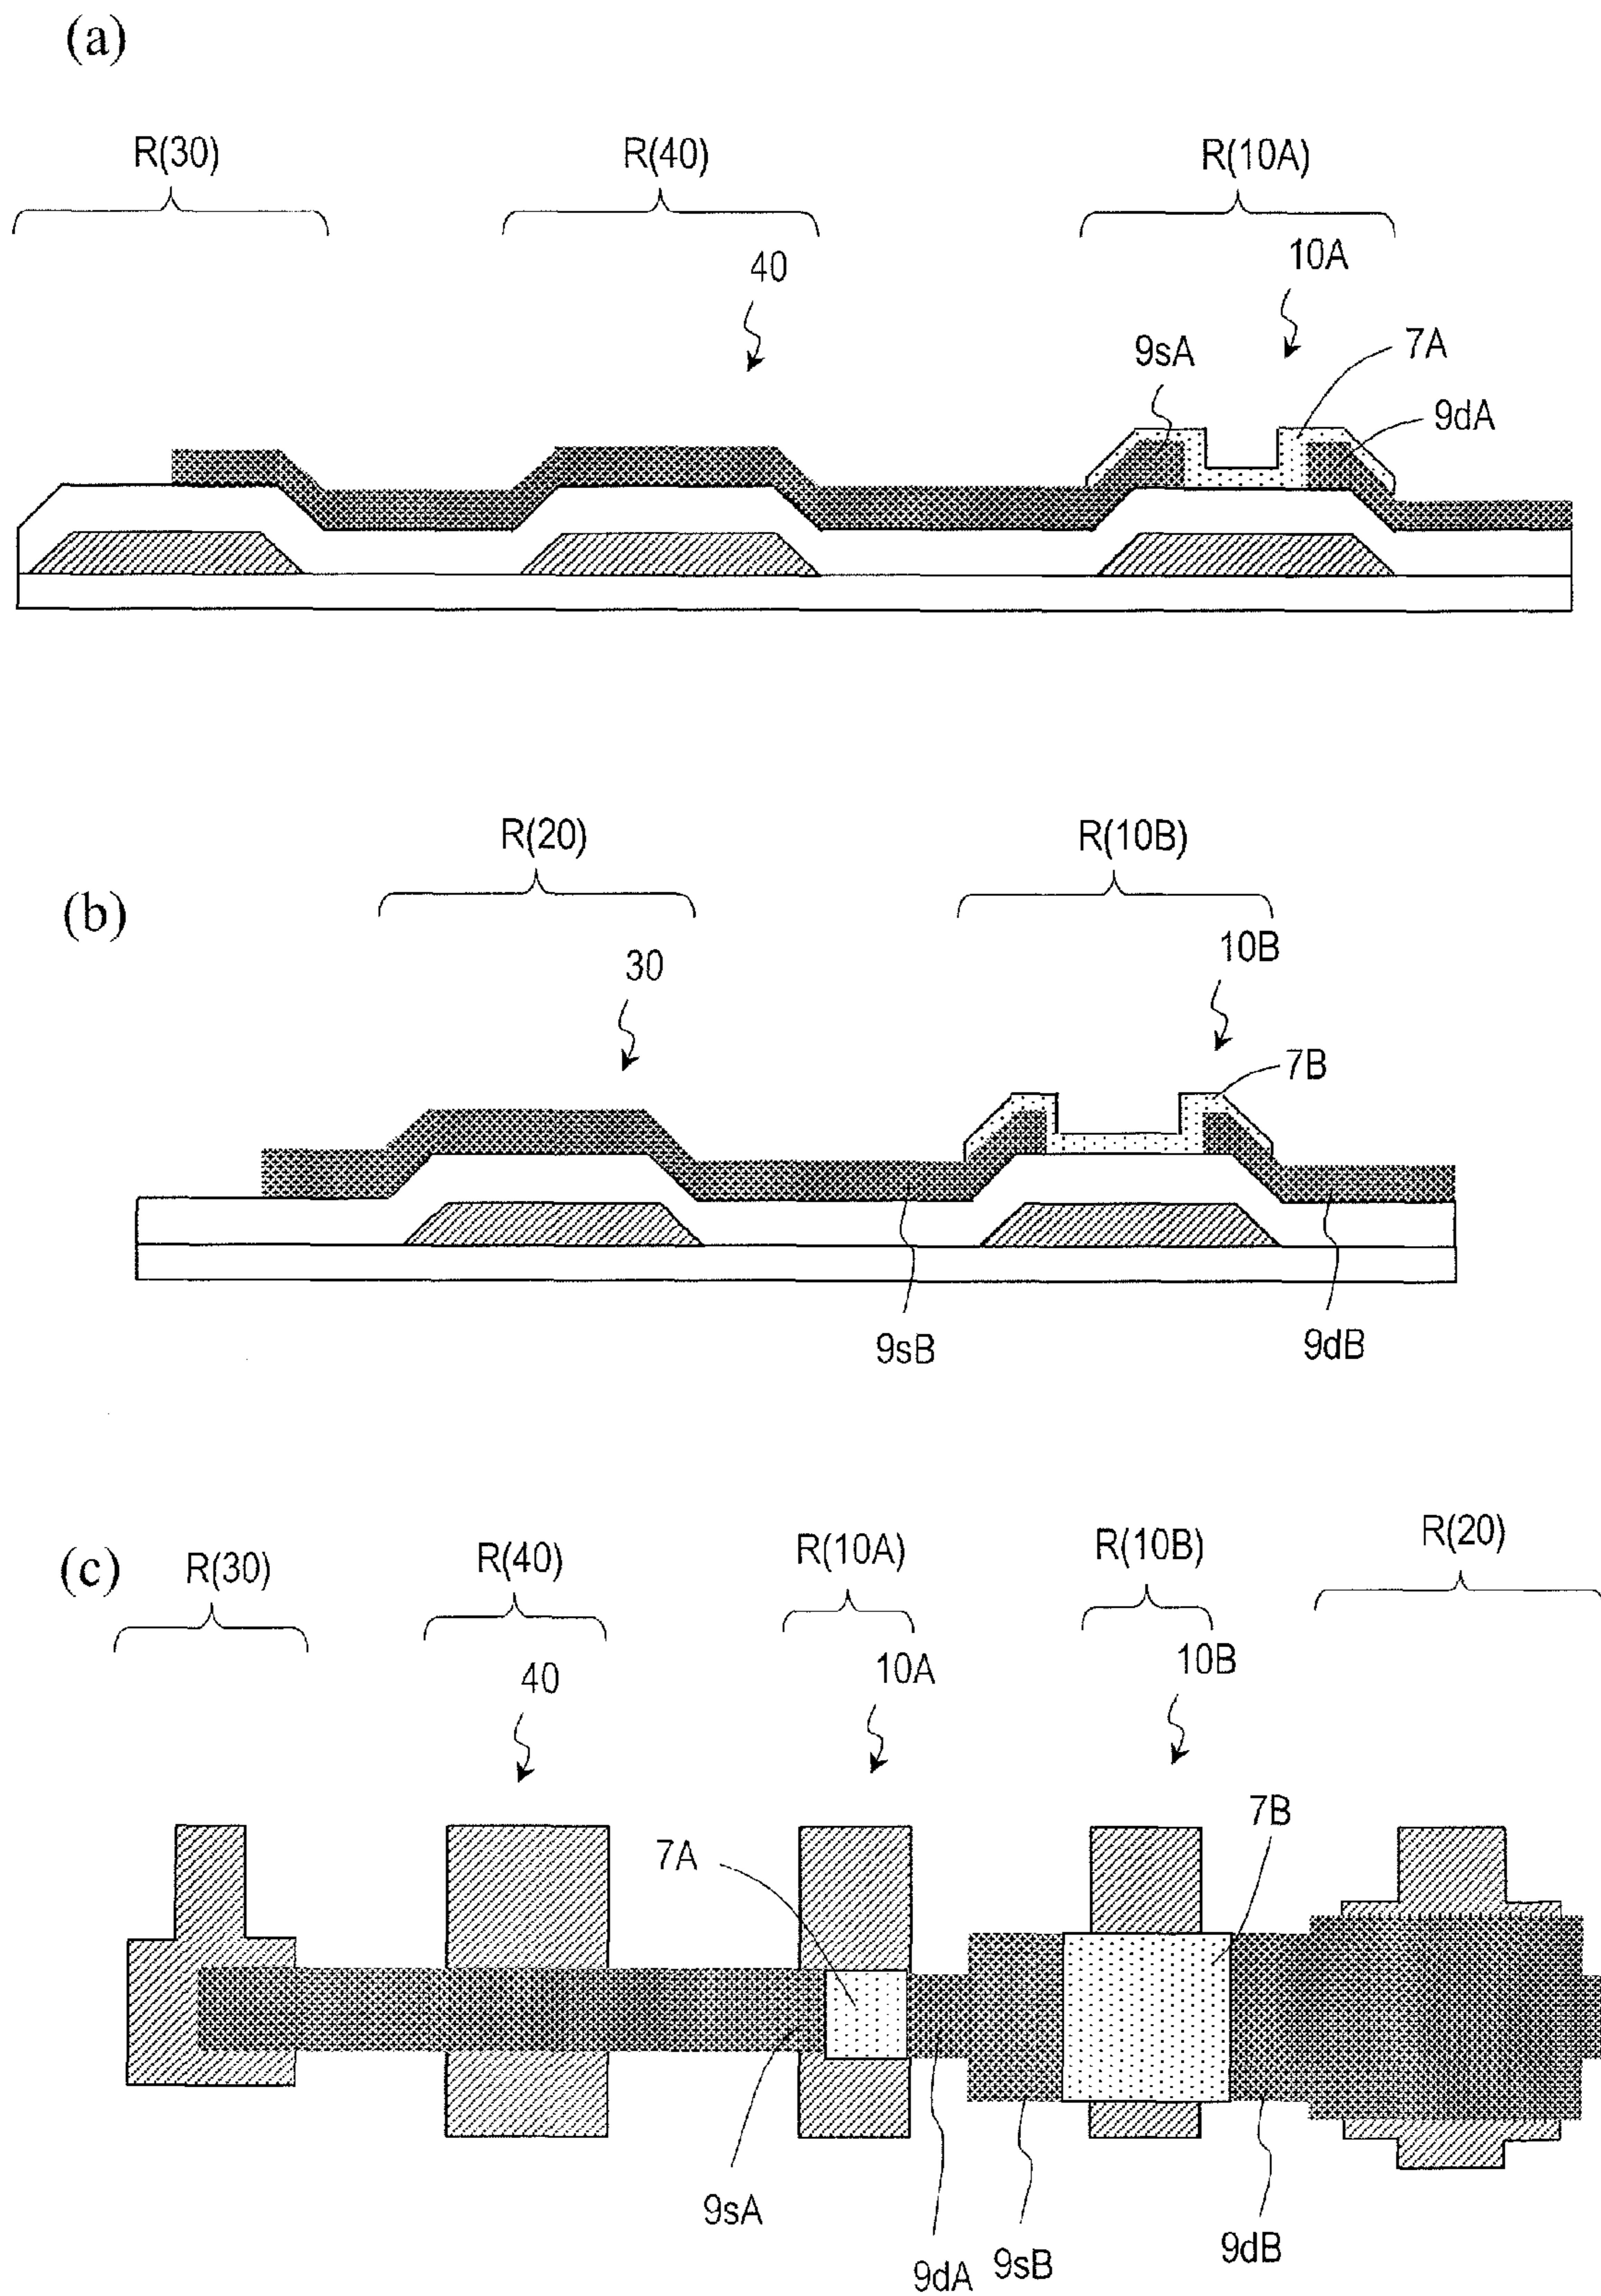 (a)
R(30) R(40) R(10A)
40 10A
9sA 7A
9dA
(b)
R(20) R(10B)
30 10B
7B
9sB 9dB
(c)
R(30) R(40) R(10A) R(10B) R(20)
40 10A 10B
7A 7B
9sA 9dA 9sB 9dB